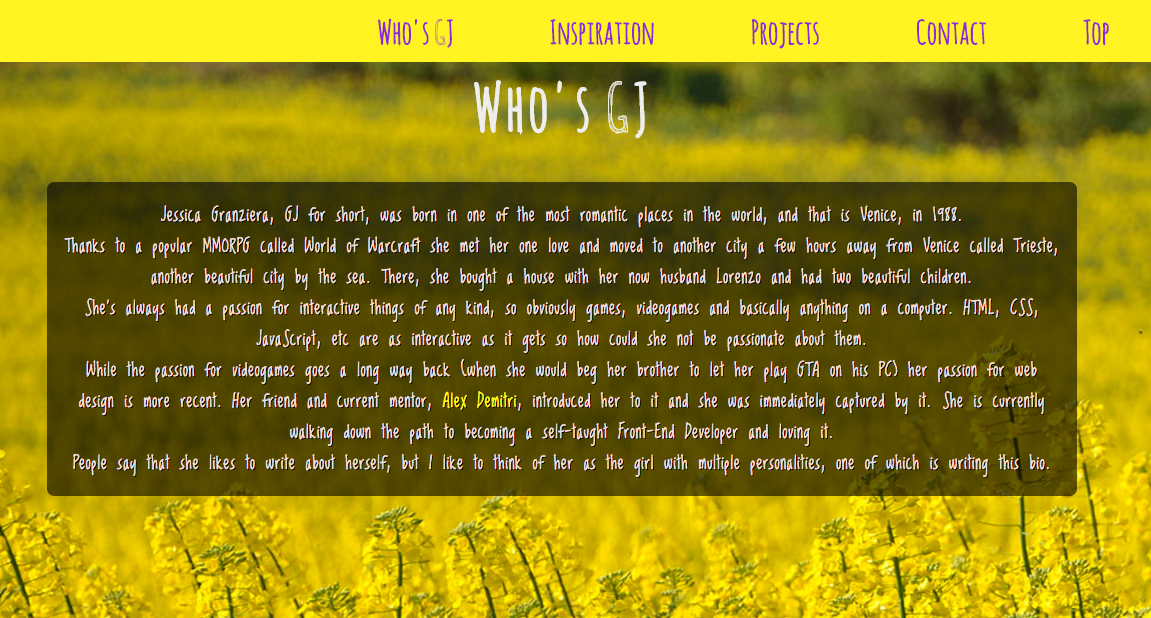 Who's GJ Inspiration Projects Contact Top
Who's GJ
Jessica Granziera, GJ for short, was born in one of the most romantic places in the world, and that is Venice, in 1988.
Thanks to a popular MMORPG called World of Warcraft she met her one love and moved to another city a few hours away from Venice called Trieste,
another beautiful city by the sea. There, she bought a house with her now husband Lorenzo and had two beautiful children.
She's always had a passion for interactive things of any kind, so obviously games, videogames and basically anything on a computer. HTML, CSS,
JavaScript, etc are as interactive as it gets so how could she not be passionate about them.
While the passion for videogames goes a long way back (when she would beg her brother to let her play GTA on his PC) her passion for web
design is more recent. Her friend and current mentor, Alex Demitri, introduced her to it and she was immediately captured by it. She is currently
walking down the path to becoming a self-taught Front-End Developer and loving it.
People say that she likes to write about herself, but I like to think of her as the girl with multiple personalities, one of which is writing this bio.